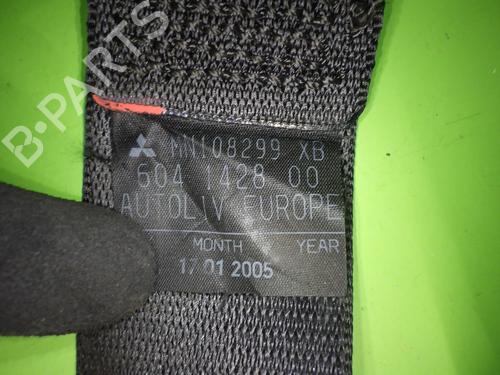 B-PARTS
MN108299 XB
604 1428 00
AUTOLIV EUROPE
MONTH YEAR
17 01 2005